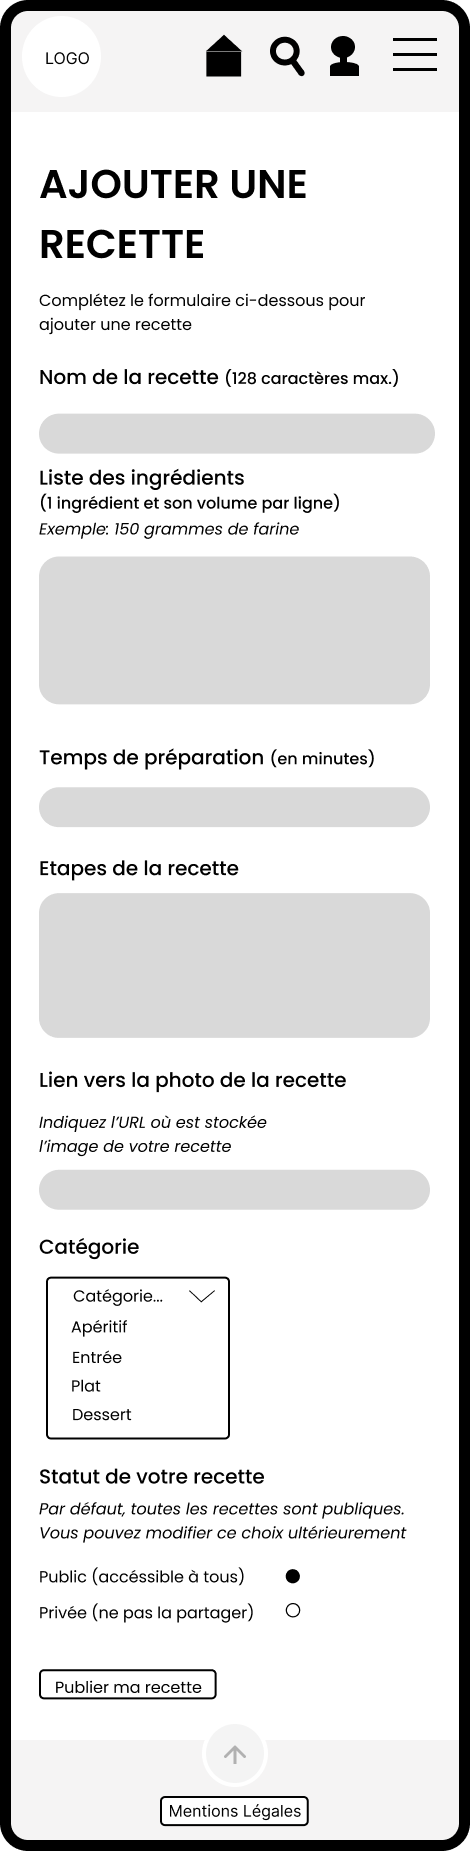 LOGO
AJOUTER UNE
RECETTE
Complétez le formulaire ci-dessous pour
ajouter une recette
Nom de la recette (128 caractères max.)
Liste des ingrédients
(1 ingrédient et son volume par ligne)
Exemple: 150 grammes de farine
Temps de préparation (en minutes)
Etapes de la recette
Lien vers la photo de la recette
Indiquez l’URL où est stockée
l’image de votre recette
Catégorie
Catégorie...
Apéritif
Entrée
Plat
Dessert
Statut de votre recette
Par défaut, toutes les recettes sont publiques.
Vous pouvez modifier ce choix ultérieurement
Public (accéssible à tous)
Privée (ne pas la partager)
Publier ma recette
Mentions Légales